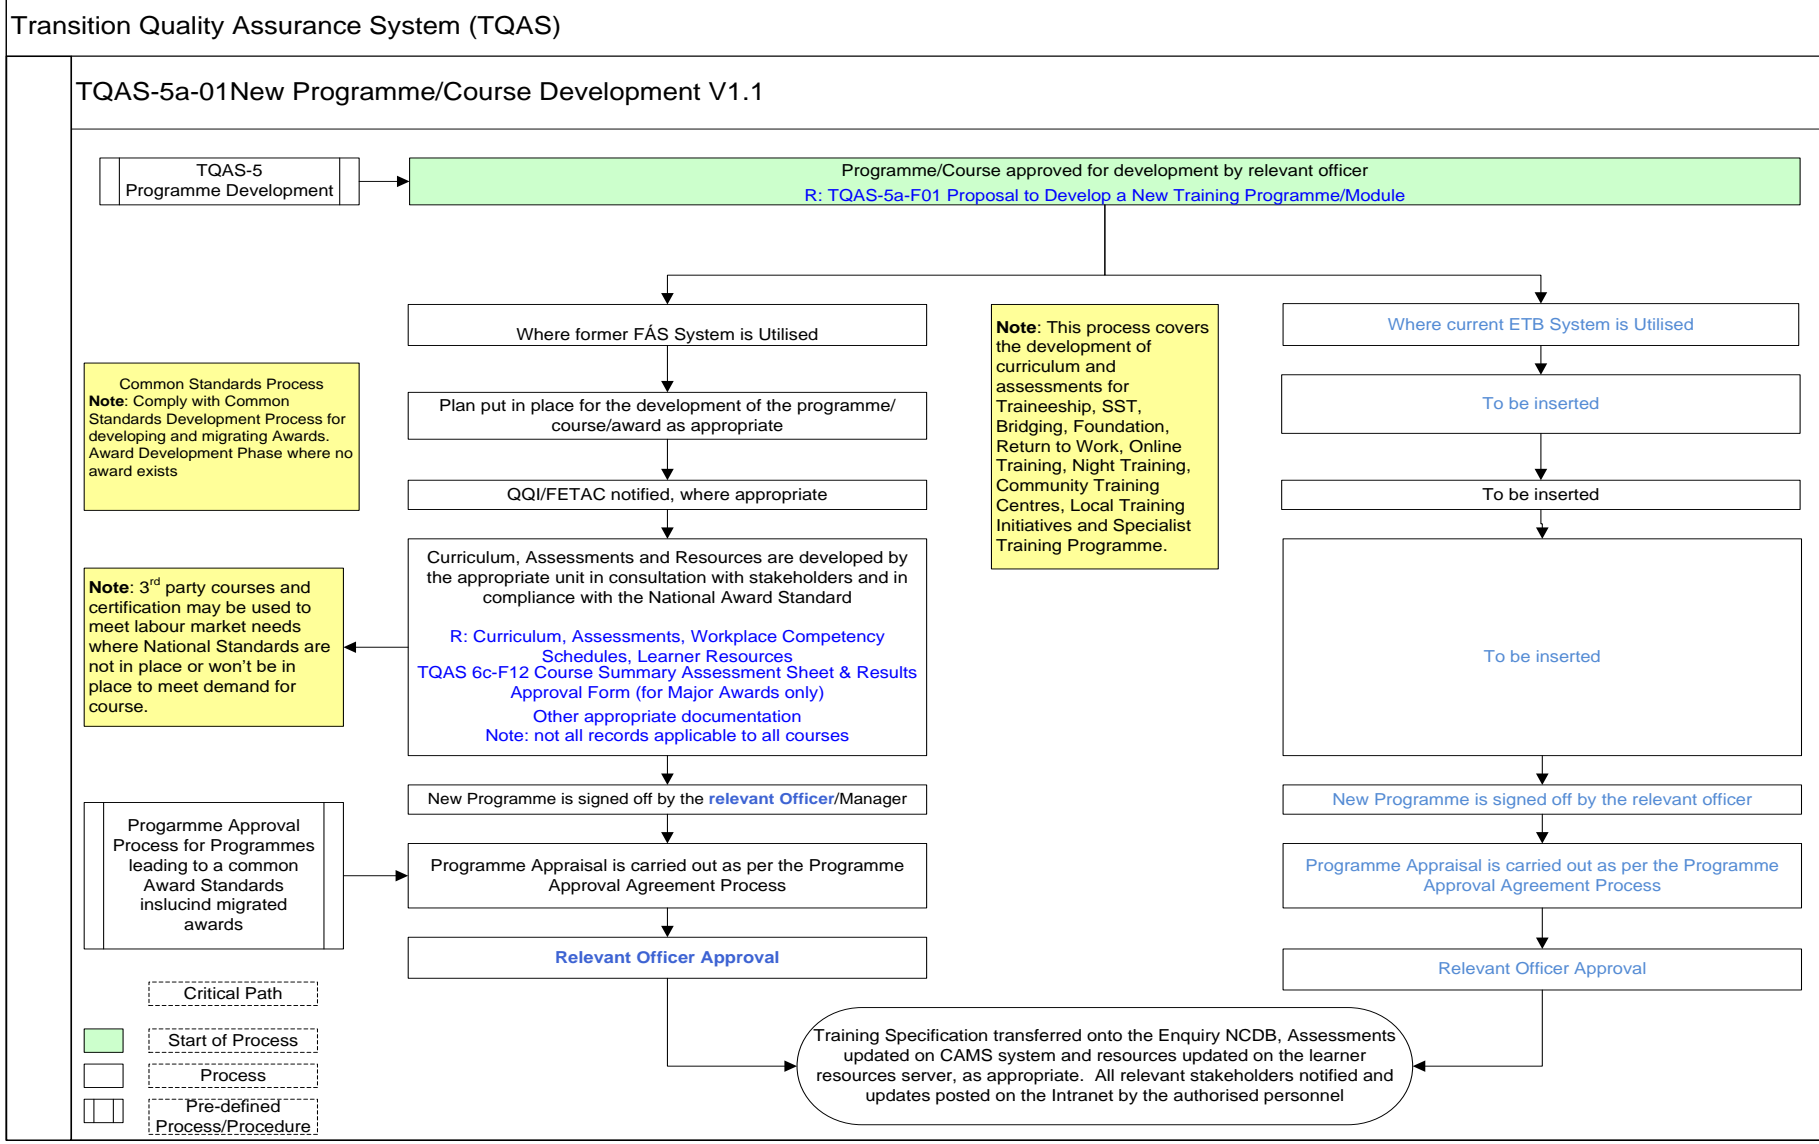 Transition Quality Assurance System (TQAS)
TQAS-5a-01New Programme/Course Development V1.1
TQAS-5
Programme Development
Programme/Course approved for development by relevant officer
R: TQAS-5a-F01 Proposal to Develop a New Training Programme/Module
Where former FÁS System is Utilised
Plan put in place for the development of the programme/
course/award as appropriate
QQI/FETAC notified, where appropriate
Curriculum, Assessments and Resources are developed by
the appropriate unit in consultation with stakeholders and in
compliance with the National Award Standard
R: Curriculum, Assessments, Workplace Competency
Schedules, Learner Resources
TQAS 6c-F12 Course Summary Assessment Sheet & Results
Approval Form (for Major Awards only)
Other appropriate documentation
Note: not all records applicable to all courses
New Programme is signed off by the relevant Officer/Manager
Programme Appraisal is carried out as per the Programme
Approval Agreement Process
Relevant Officer Approval
Common Standards Process
Note: Comply with Common
Standards Development Process for
developing and migrating Awards.
Award Development Phase where no
award exists
Note: 3rd party courses and
certification may be used to
meet labour market needs
where National Standards are
not in place or won't be in
place to meet demand for
course.
Progarmme Approval
Process for Programmes
leading to a common
Award Standards
inslucind migrated
awards
Note: This process covers
the development of
curriculum and
assessments for
Traineeship, SST,
Bridging, Foundation,
Return to Work, Online
Training, Night Training,
Community Training
Centres, Local Training
Initiatives and Specialist
Training Programme.
Where current ETB System is Utilised
To be inserted
To be inserted
To be inserted
New Programme is signed off by the relevant officer
Programme Appraisal is carried out as per the Programme
Approval Agreement Process
Relevant Officer Approval
Training Specification transferred onto the Enquiry NCDB, Assessments
updated on CAMS system and resources updated on the learner
resources server, as appropriate.  All relevant stakeholders notified and
updates posted on the Intranet by the authorised personnel
Critical Path
Start of Process
Process
Pre-defined
Process/Procedure